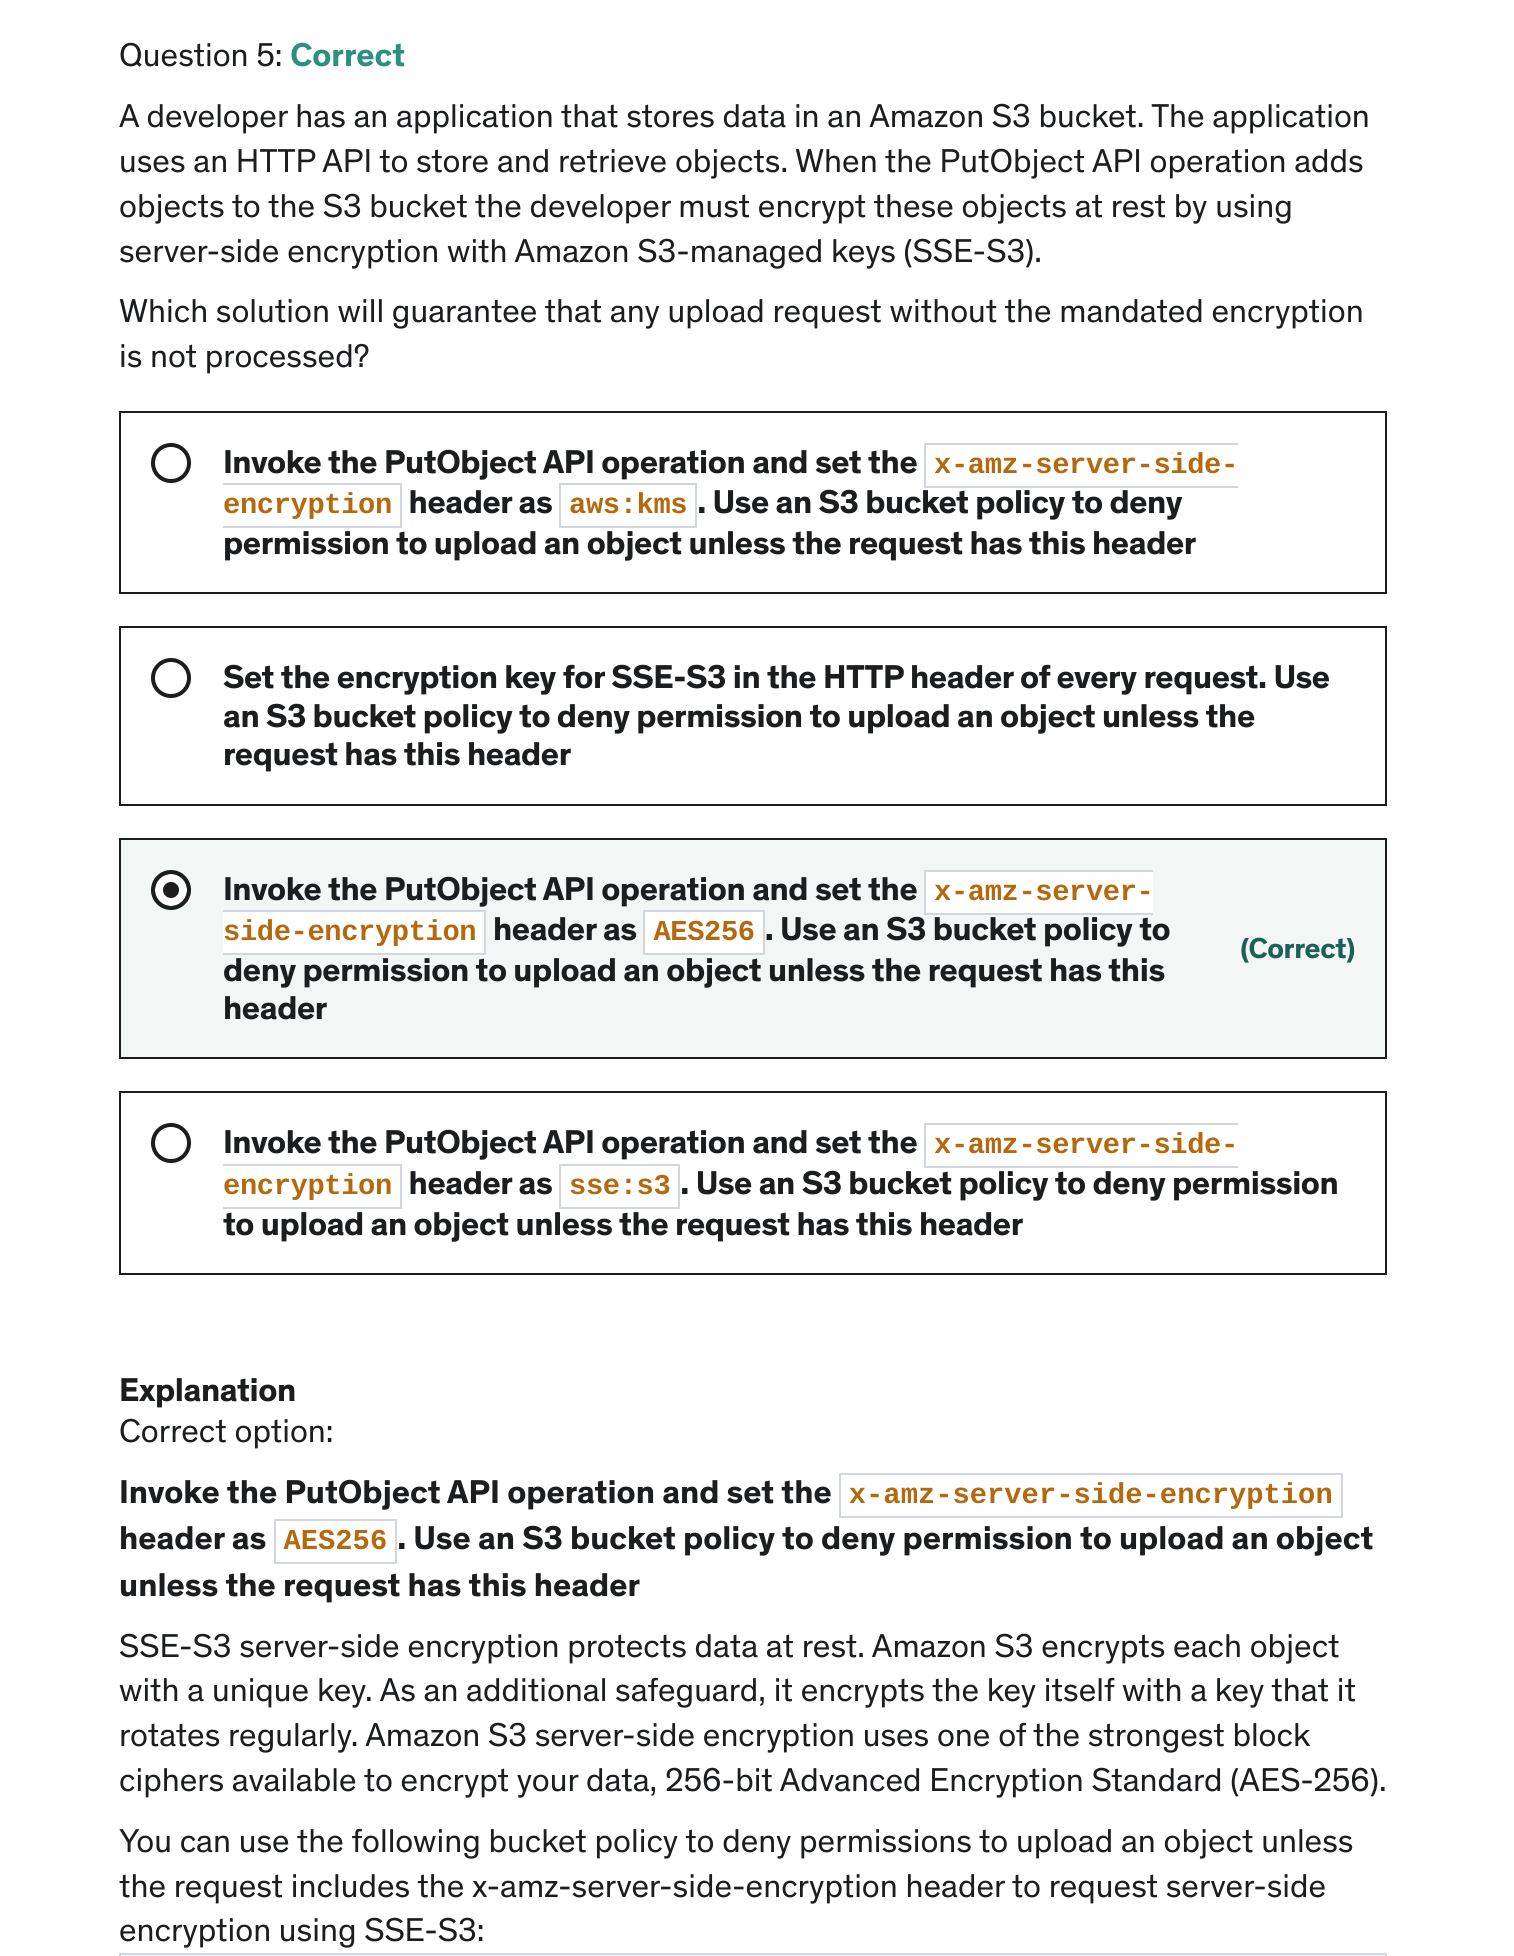 Question 5: Correct
A developer has an application that stores data in an Amazon S3 bucket. The application
uses an HTTP API to store and retrieve objects. When the PutObject API operation adds
objects to the S3 bucket the developer must encrypt these objects at rest by using
server-side encryption with Amazon S3-managed keys (SSE-S3).
Which solution will guarantee that any upload request without the mandated encryption
is not processed?
Invoke the PutObject API operation and set the x-amz-server-side-
encryption header as aws:kms. Use an S3 bucket policy to deny
permission to upload an object unless the request has this header
Set the encryption key for SSE-S3 in the HTTP header of every request. Use
an S3 bucket policy to deny permission to upload an object unless the
request has this header
Invoke the PutObject API operation and set the x-amz-server-
side-encryption header as AES256. Use an S3 bucket policy to
deny permission to upload an object unless the request has this
header
(Correct)
Invoke the PutObject API operation and set the x-amz-server-side-
encryption header as sse:s3. Use an S3 bucket policy to deny permission
to upload an object unless the request has this header
Explanation
Correct option:
Invoke the PutObject API operation and set the x-amz-server-side-encryption
header as AES256. Use an S3 bucket policy to deny permission to upload an object
unless the request has this header
SSE-S3 server-side encryption protects data at rest. Amazon S3 encrypts each object
with a unique key. As an additional safeguard, it encrypts the key itself with a key that it
rotates regularly. Amazon S3 server-side encryption uses one of the strongest block
ciphers available to encrypt your data, 256-bit Advanced Encryption Standard (AES-256).
You can use the following bucket policy to deny permissions to upload an object unless
the request includes the x-amz-server-side-encryption header to request server-side
encryption using SSE-S3: